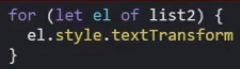 for (let el of list2) {
  el.style.textTransform
}